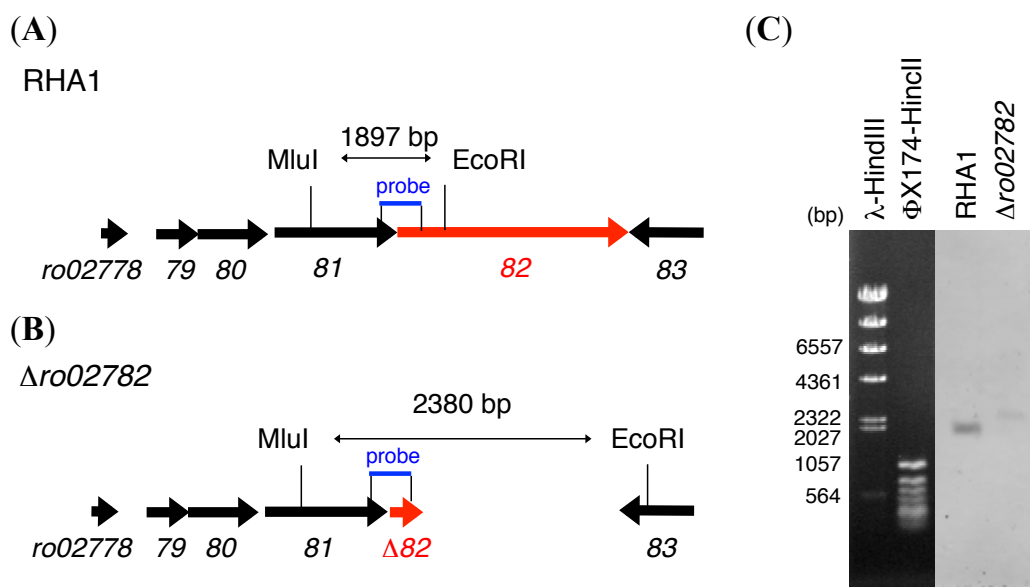 (A)
RHA1
1897 bp
MluI
EcoRI
probe
ro02778
79
80
81
82
83
(B)
Δro02782
2380 bp
MluI
EcoRI
probe
ro02778
79
80
81
Δ82
83
(C)
(bp)
λ-HindIII
ΦX174-HincII
RHA1
Δro02782
6557
4361
2322
2027
1057
564